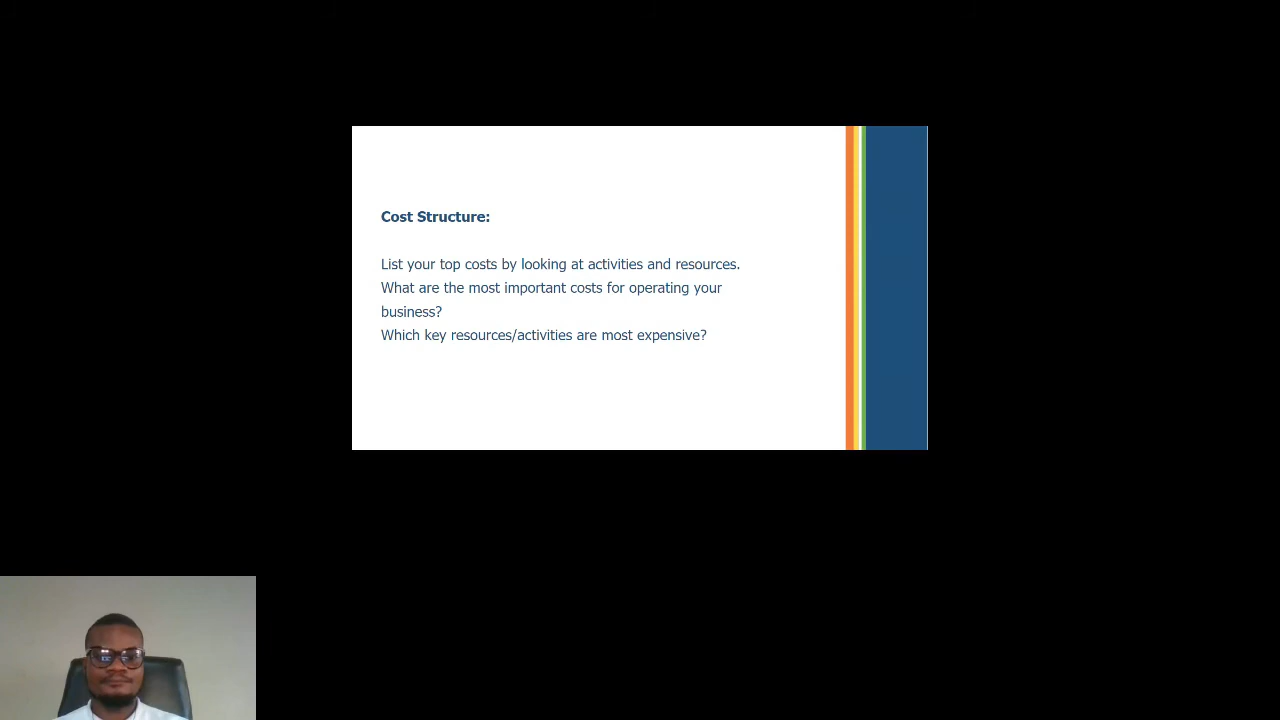 Cost Structure:
List your top costs by looking at activities and resources.
What are the most important costs for operating your
business?
Which key resources/activities are most expensive?